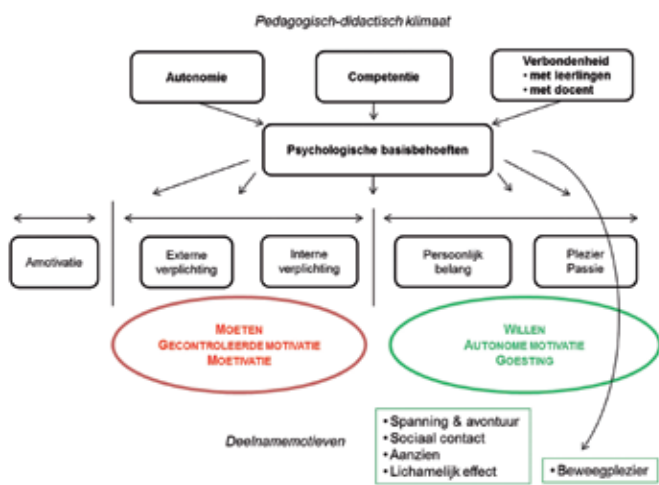 Pedagogisch-didactisch klimaat
Autonomie
Competentie
Verbondenheid
• met leerlingen
• met docent
Psychologische basisbehoeften
Amotivatie
Externe
verplichting
Interne
verplichting
Persoonlijk
belang
Plezier
Passie
MOETEN
GECONTROLEERDE MOTIVATIE
MOETIVATIE
WILLEN
AUTONOME MOTIVATIE
GOESTING
Deelnamemotieven
• Spanning & avontuur
• Sociaal contact
• Aanzien
• Lichamelijk effect
• Beweegplezier